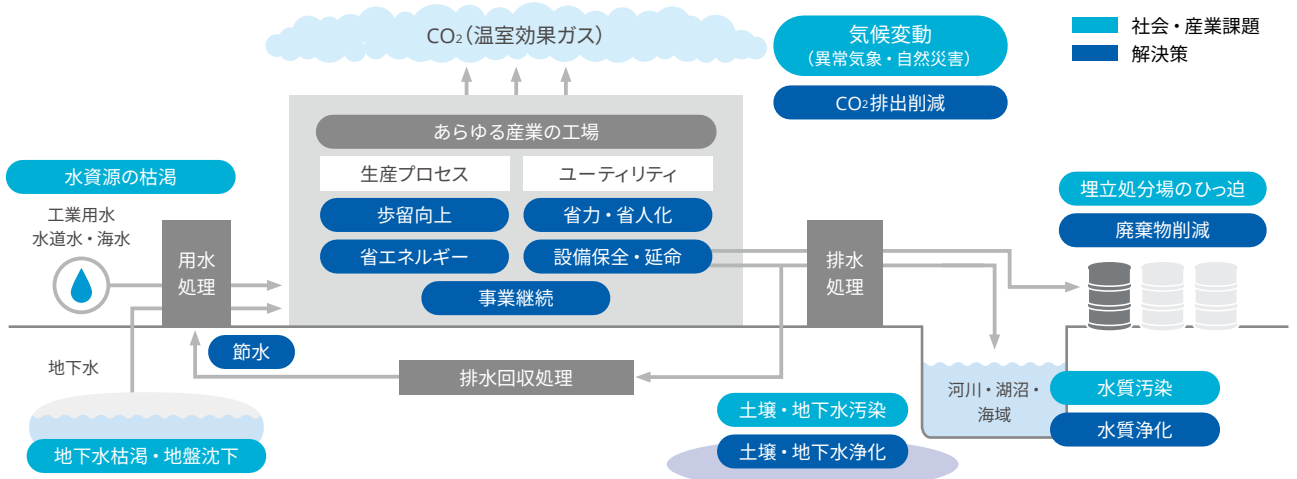 CO₂（温室効果ガス）
気候変動
（異常気象・自然災害）
CO₂排出削減
社会・産業課題
解決策
あらゆる産業の工場
生産プロセス
ユーティリティ
歩留向上
省力・省人化
省エネルギー
設備保全・延命
事業継続
水資源の枯渇
工業用水
水道水・海水
用水
処理
排水
処理
埋立処分場のひっ迫
廃棄物削減
節水
地下水
排水回収処理
地下水枯渇・地盤沈下
土壌・地下水汚染
土壌・地下水浄化
河川・湖沼・
海域
水質汚染
水質浄化